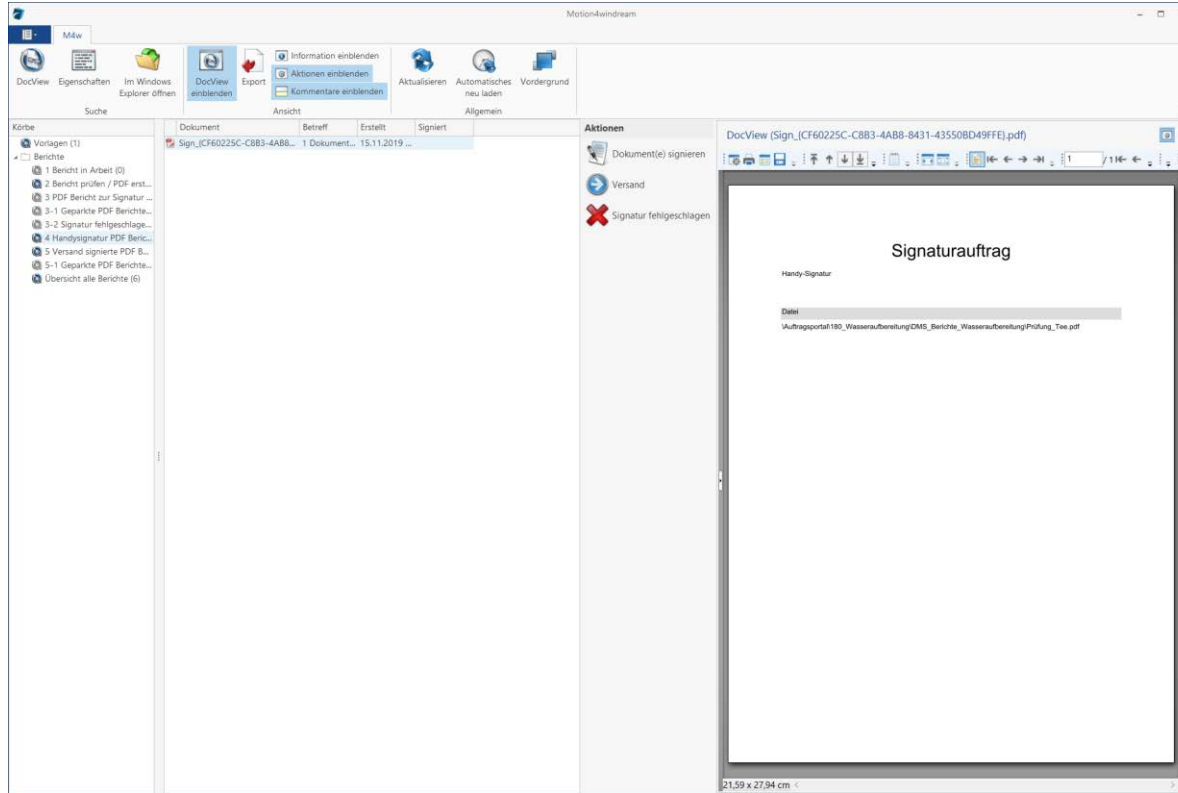 Motion4windream
M4w
DocView
Eigenschaften
Im Windows
Explorer öffnen
Suche
DocView
einblenden
Export
Information einblenden
Aktionen einblenden
Kommentare einblenden
Ansicht
Aktualisieren
Automatisches
neu laden
Vordergrund
Allgemein
Körbe
Vorlagen (1)
Berichte
1 Bericht in Arbeit (0)
2 Bericht prüfen / PDF erst...
3 PDF Bericht zur Signatur ...
3-1 Geparkte PDF Berichte...
3-2 Signatur fehlgeschlage...
4 Handysignatur PDF Beric...
5 Versand signierte PDF B...
5-1 Geparkte PDF Berichte...
Übersicht alle Berichte (6)
Dokument Betreff Erstellt Signiert
Sign_{CF60225C-C8B3-4AB8... 1 Dokument... 15.11.2019 ...
Aktionen
Dokument(e) signieren
Versand
Signatur fehlgeschlagen
DocView (Sign_{CF60225C-C8B3-4AB8-8431-43550BD49FFE}.pdf)
1 / 1
Signaturauftrag
Handy-Signatur
Datei
\Auftragsportal\180_Wasseraufbereitung\DMS_Berichte_Wasseraufbereitung\Prüfung_Tee.pdf
21,59 x 27,94 cm